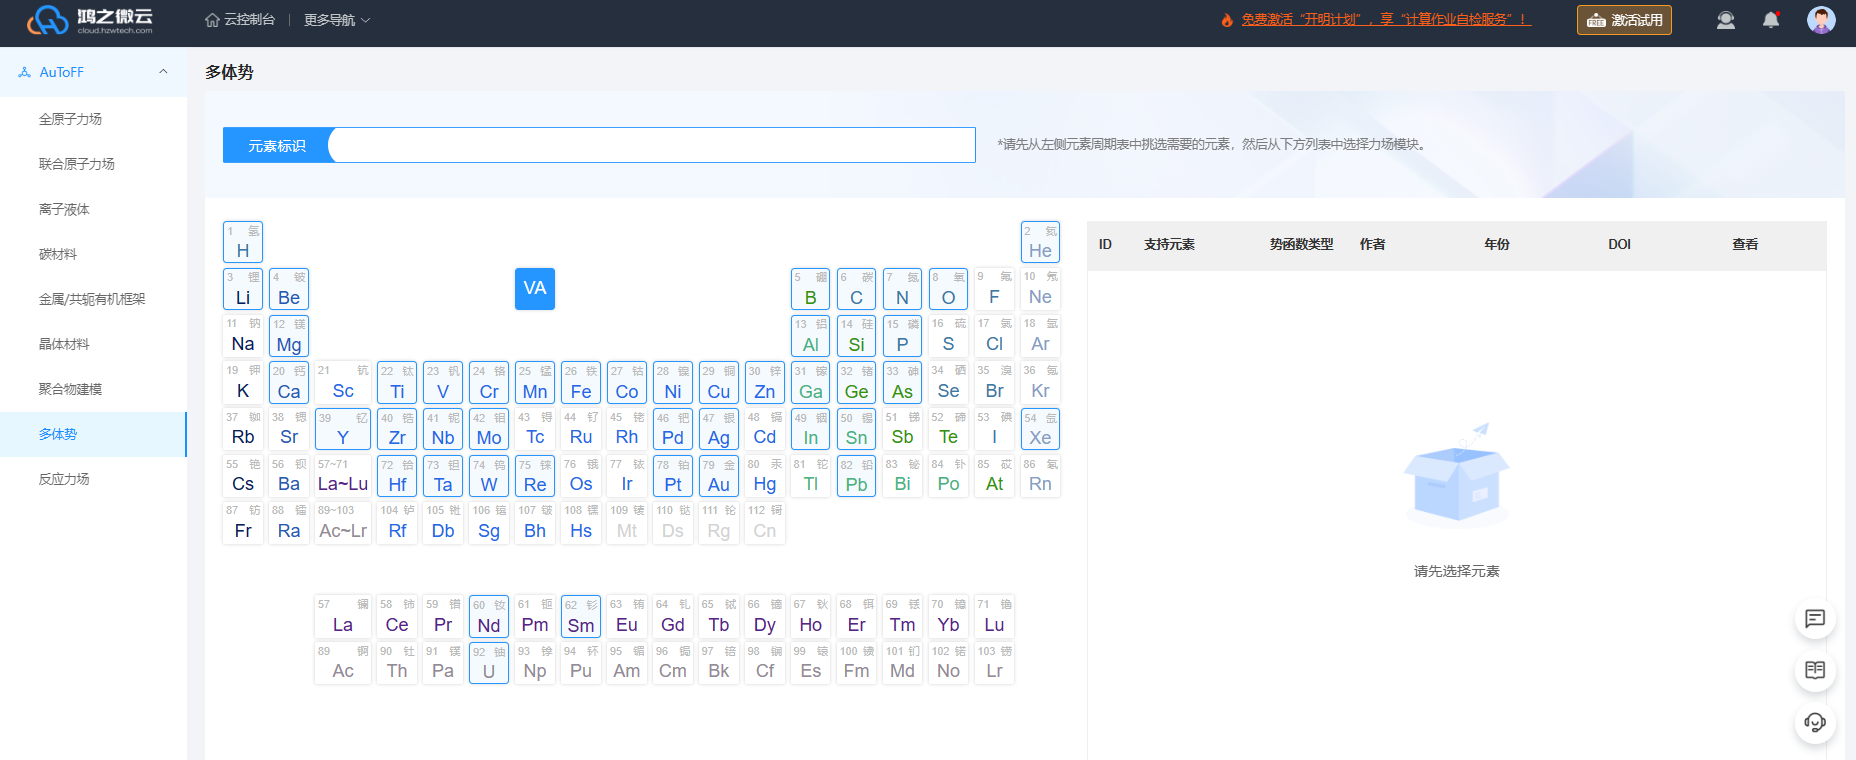 鸿之微云
cloud.hzwtech.com
云控制台
更多导航
免费激活“开明计划”，享“计算作业自检服务”！
FREE 激活试用
AuToFF
全原子力场
联合原子力场
离子液体
碳材料
金属/共轭有机框架
晶体材料
聚合物建模
多体势
反应力场
多体势
元素标识
*请先从左侧元素周期表中挑选需要的元素，然后从下方列表中选择力场模块。
1 氢 H
2 氦 He
3 锂 Li
4 铍 Be
VA
5 硼 B
6 碳 C
7 氮 N
8 氧 O
9 氟 F
10 氖 Ne
11 钠 Na
12 镁 Mg
13 铝 Al
14 硅 Si
15 磷 P
16 硫 S
17 氯 Cl
18 氩 Ar
19 钾 K
20 钙 Ca
21 钪 Sc
22 钛 Ti
23 钒 V
24 铬 Cr
25 锰 Mn
26 铁 Fe
27 钴 Co
28 镍 Ni
29 铜 Cu
30 锌 Zn
31 镓 Ga
32 锗 Ge
33 砷 As
34 硒 Se
35 溴 Br
36 氪 Kr
37 铷 Rb
38 锶 Sr
39 钇 Y
40 锆 Zr
41 铌 Nb
42 钼 Mo
43 锝 Tc
44 钌 Ru
45 铑 Rh
46 钯 Pd
47 银 Ag
48 镉 Cd
49 铟 In
50 锡 Sn
51 锑 Sb
52 碲 Te
53 碘 I
54 氙 Xe
55 铯 Cs
56 钡 Ba
57~71 La~Lu
72 铪 Hf
73 钽 Ta
74 钨 W
75 铼 Re
76 锇 Os
77 铱 Ir
78 铂 Pt
79 金 Au
80 汞 Hg
81 铊 Tl
82 铅 Pb
83 铋 Bi
84 钋 Po
85 砹 At
86 氡 Rn
87 钫 Fr
88 镭 Ra
89~103 Ac~Lr
104 𬬻 Rf
105 𬭊 Db
106 𬭳 Sg
107 𬭛 Bh
108 𬭶 Hs
109 鿏 Mt
110 𫟼 Ds
111 𬬭 Rg
112 鿔 Cn
57 镧 La
58 铈 Ce
59 镨 Pr
60 钕 Nd
61 钷 Pm
62 钐 Sm
63 铕 Eu
64 钆 Gd
65 铽 Tb
66 镝 Dy
67 钬 Ho
68 铒 Er
69 铥 Tm
70 镱 Yb
71 镥 Lu
89 锕 Ac
90 钍 Th
91 镤 Pa
92 铀 U
93 镎 Np
94 钚 Pu
95 镅 Am
96 锔 Cm
97 锫 Bk
98 锎 Cf
99 锿 Es
100 镄 Fm
101 钔 Md
102 锘 No
103 铹 Lr
ID 支持元素 势函数类型 作者 年份 DOI 查看
请先选择元素